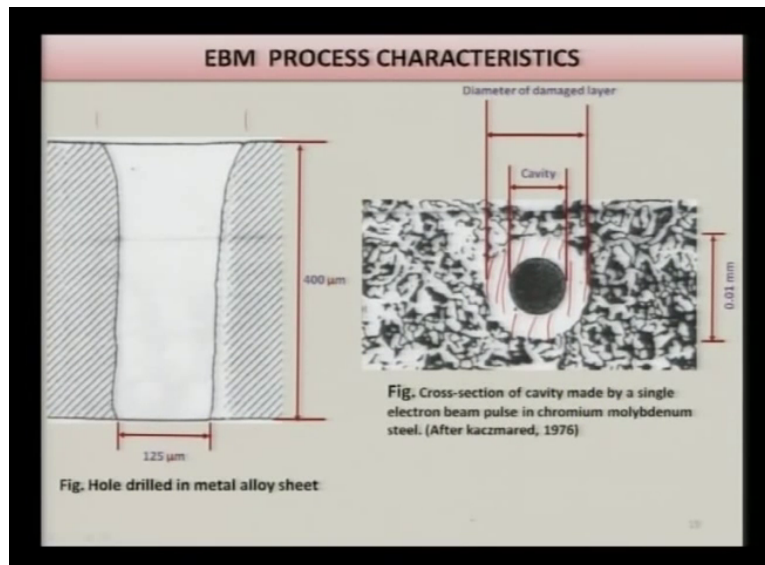 EBM PROCESS CHARACTERISTICS
Diameter of damaged layer
Cavity
400 µm
0.01 mm
125 µm
Fig. Hole drilled in metal alloy sheet
Fig. Cross-section of cavity made by a single
electron beam pulse in chromium molybdenum
steel. (After kaczmared, 1976)